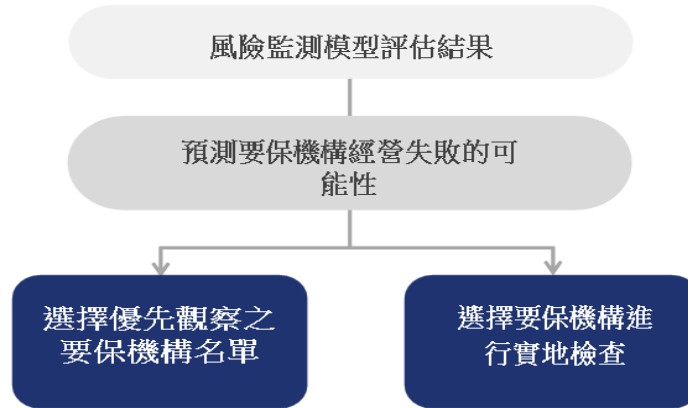 風險監測模型評估結果
預測要保機構經營失敗的可
能性
選擇優先觀察之
要保機構名單
選擇要保機構進
行實地檢查